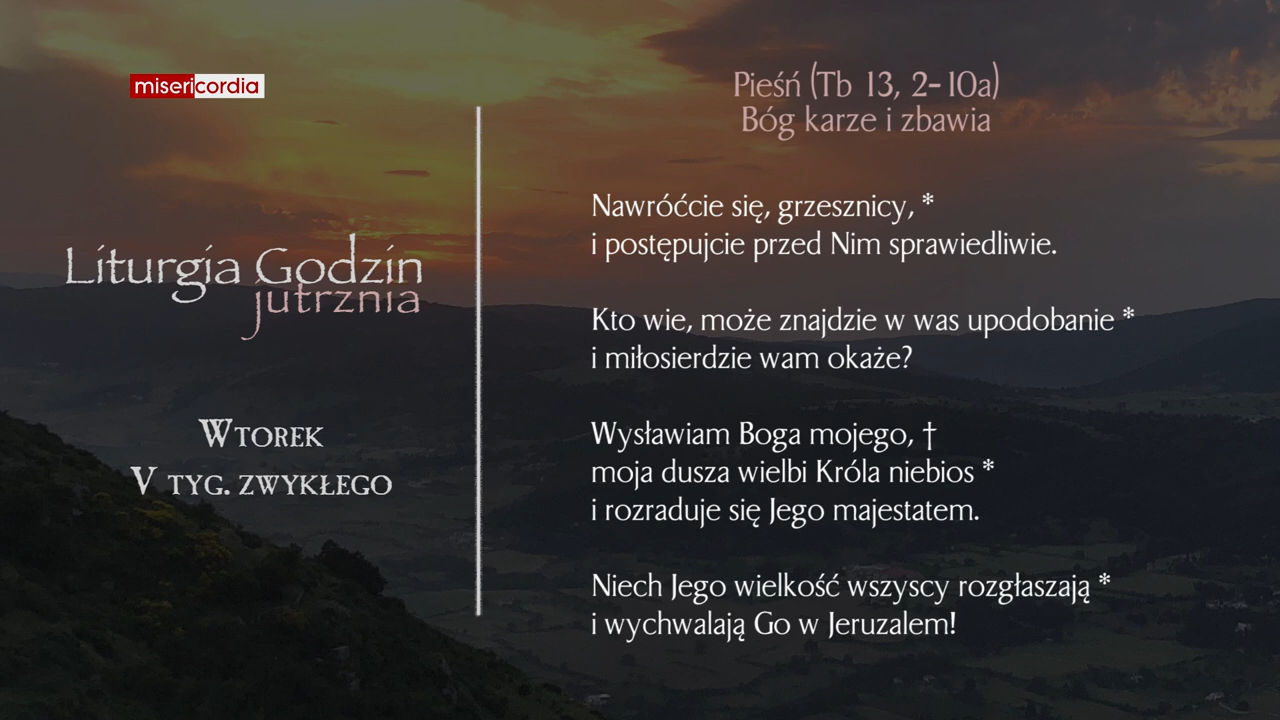 misericordia
Liturgia Godzin
jutrznia
Wtorek
V tyg. zwykłego
Pieśń (Tb 13, 2-10a)
Bóg karze i zbawia
Nawróćcie się, grzesznicy, *
i postępujcie przed Nim sprawiedliwie.
Kto wie, może znajdzie w was upodobanie *
i miłosierdzie wam okaże?
Wysławiam Boga mojego, †
moja dusza wielbi Króla niebios *
i rozraduje się Jego majestatem.
Niech Jego wielkość wszyscy rozgłaszają *
i wychwalają Go w Jeruzalem!